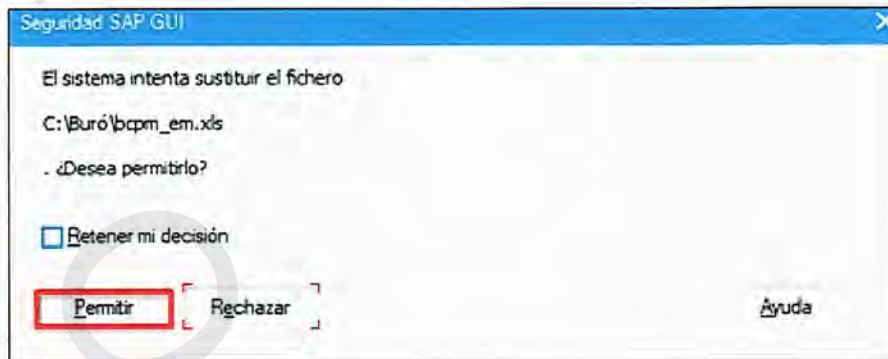 Seguridad SAP GUI
El sistema intenta sustituir el fichero
C:\Buró\bcpm_em.xls
. ¿Desea permitirlo?
Retener mi decisión
Permitir Rechazar Ayuda